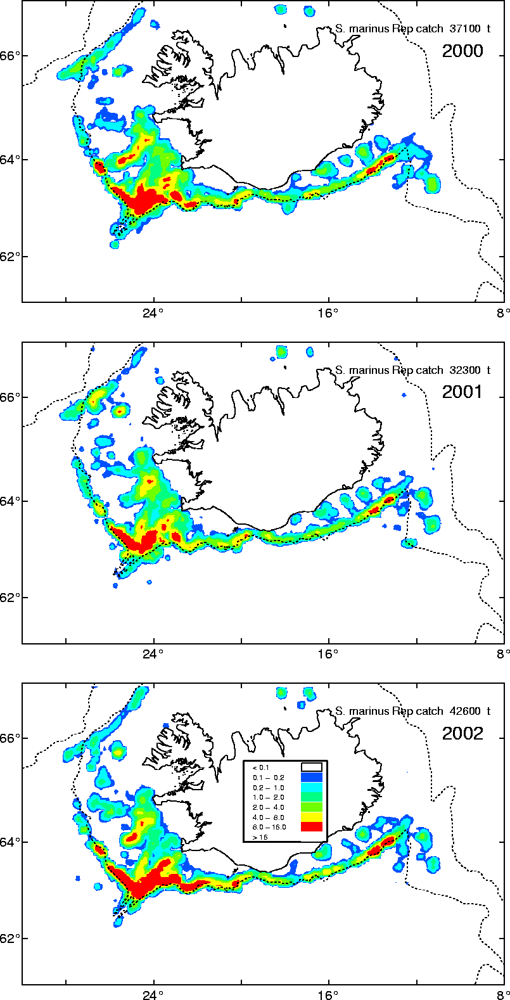 S. marinus Rep catch 37100 t
2000
66°
64°
62°
24° 16° 8°
S. marinus Rep catch 32300 t
2001
66°
64°
62°
24° 16° 8°
S. marinus Rep catch 42600 t
2002
66°
< 0.1
0.1 – 0.2
0.2 – 1.0
1.0 – 2.0
2.0 – 4.0
4.0 – 8.0
8.0 – 16.0
> 16
64°
62°
24° 16° 8°